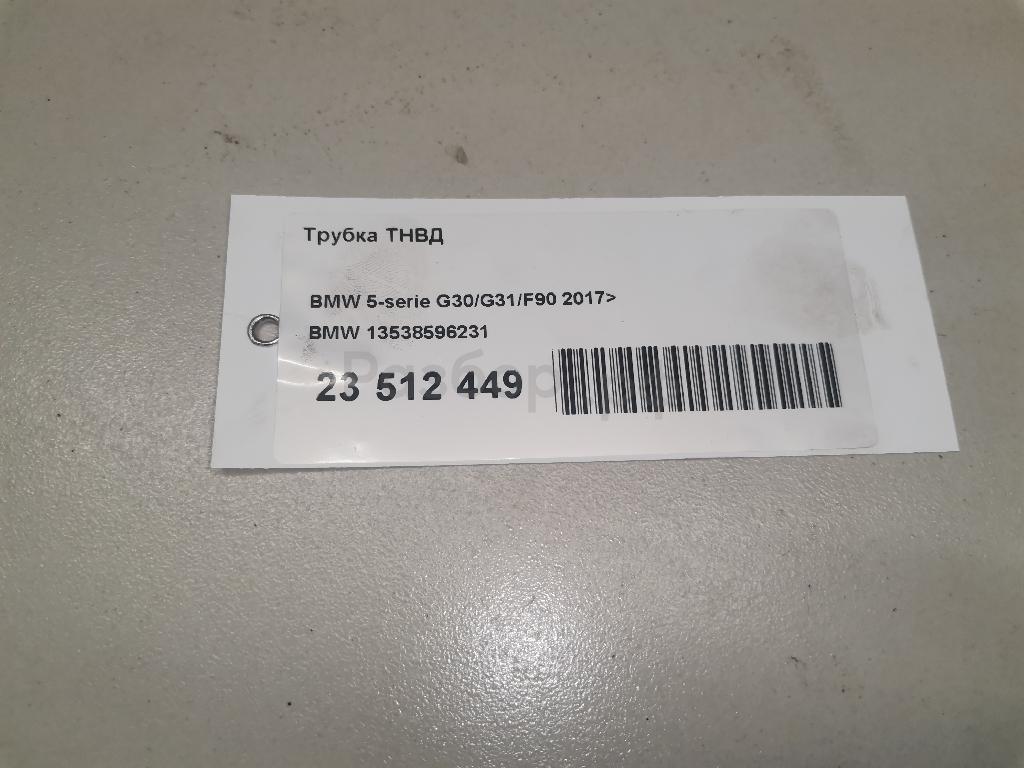 Трубка ТНВД
BMW 5-serie G30/G31/F90 2017>
BMW 13538596231
23 512 449